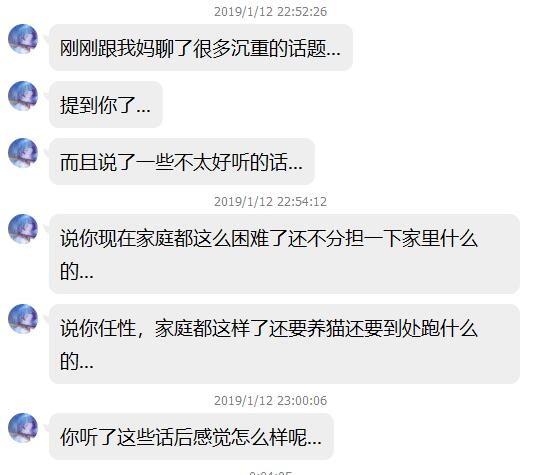 2019/1/12 22:52:26
刚刚跟我妈聊了很多沉重的话题...
提到你了...
而且说了一些不太好听的话...
2019/1/12 22:54:12
说你现在家庭都这么困难了还不分担一下家里什么
的...
说你任性，家庭都这样了还要养猫还要到处跑什么
的...
2019/1/12 23:00:06
你听了这些话后感觉怎么样呢...